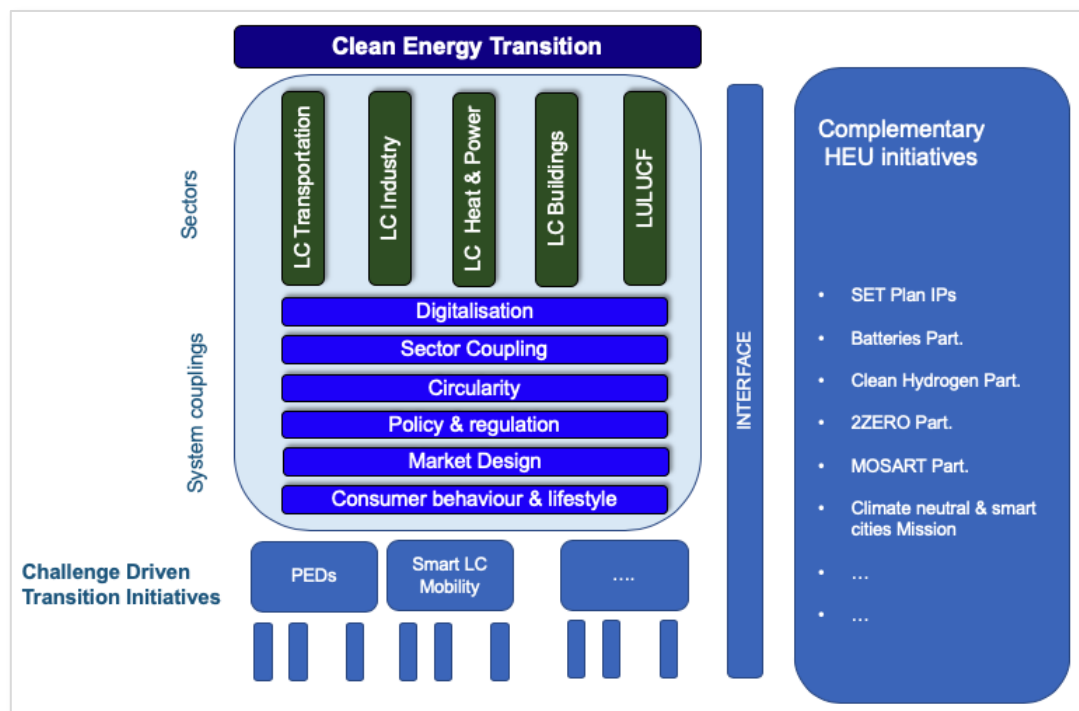 Clean Energy Transition
Sectors
LC Transportation
LC Industry
LC Heat & Power
LC Buildings
LULUCF
System couplings
Digitalisation
Sector Coupling
Circularity
Policy & regulation
Market Design
Consumer behaviour & lifestyle
Challenge Driven
Transition Initiatives
PEDs
Smart LC
Mobility
....
INTERFACE
Complementary
HEU initiatives
• SET Plan IPs
• Batteries Part.
• Clean Hydrogen Part.
• 2ZERO Part.
• MOSART Part.
• Climate neutral & smart
cities Mission
• ...
• ...